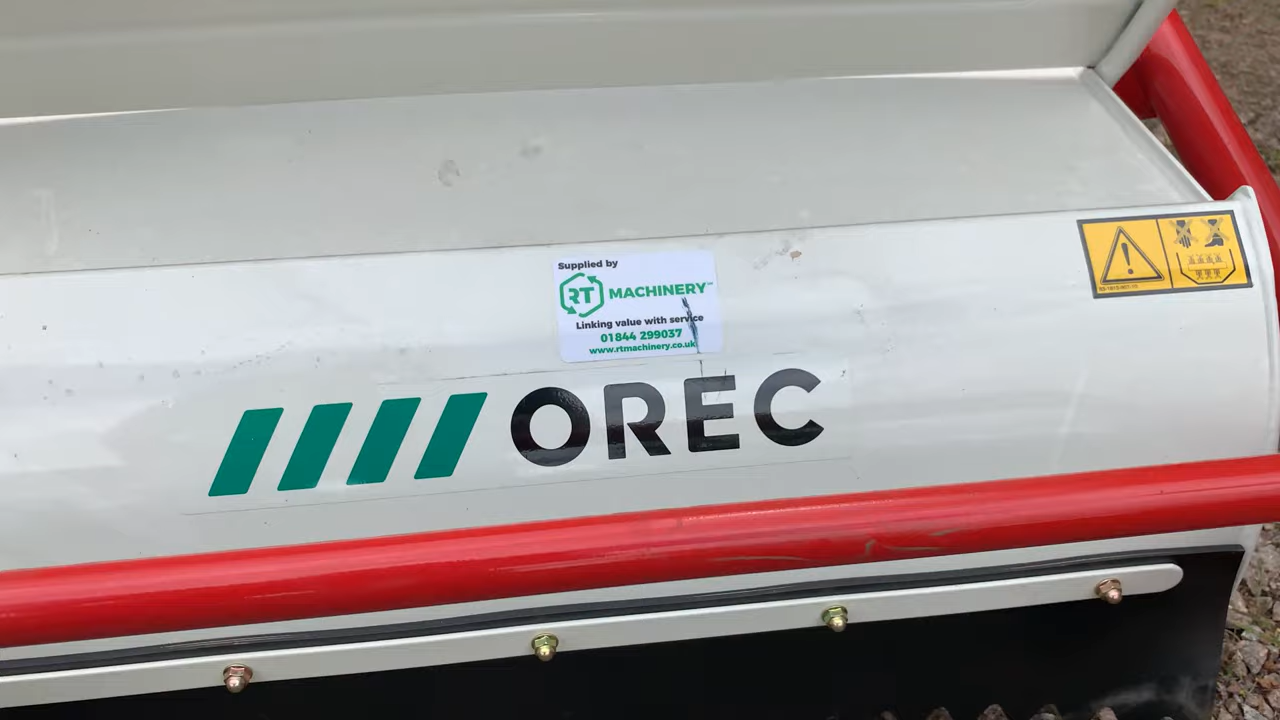 Supplied by
RT MACHINERY
Linking value with service
01844 299037
www.rtmachinery.co.uk
OREC